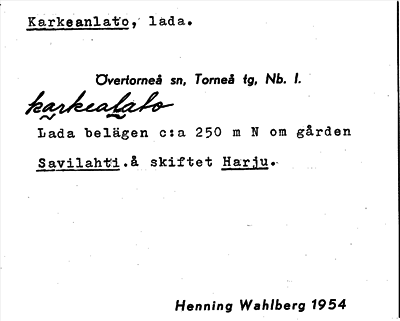 Karkeanlato, lada.
Övertorneå sn, Torneå tg, Nb. l.
karkealato
Lada belägen c:a 250 m N om gården
Savilahti.å skiftet Harju.
Henning Wahlberg 1954